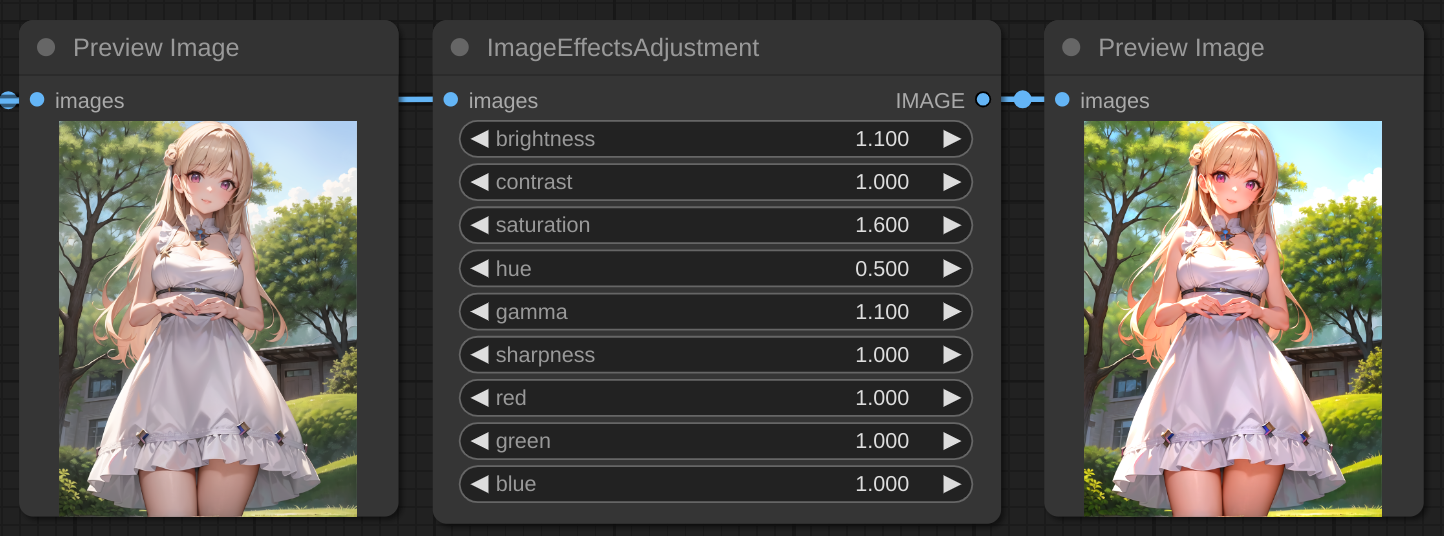 Preview Image
images
ImageEffectsAdjustment
images IMAGE
brightness 1.100
contrast 1.000
saturation 1.600
hue 0.500
gamma 1.100
sharpness 1.000
red 1.000
green 1.000
blue 1.000
Preview Image
images